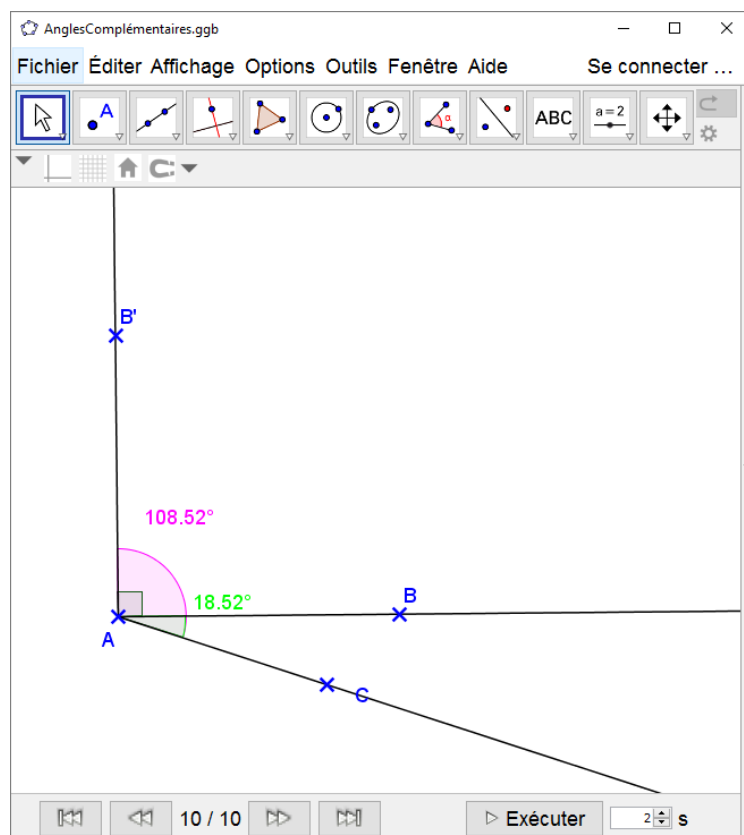 AnglesComplémentaires.ggb
Fichier Éditer Affichage Options Outils Fenêtre Aide Se connecter ...
A α ABC a=2
B'
108.52°
18.52°
B
A
C
10 / 10 Exécuter 2 s